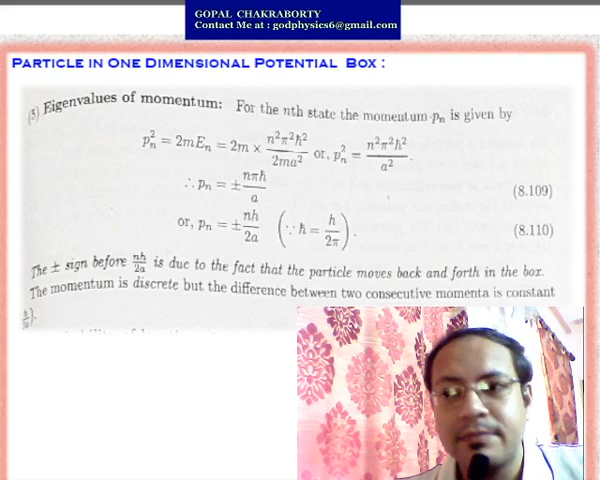 GOPAL CHAKRABORTY
Contact Me at : godphysics6@gmail.com
PARTICLE IN ONE DIMENSIONAL POTENTIAL BOX :
(3) Eigenvalues of momentum: For the nth state the momentum pₙ is given by
pₙ² = 2mEₙ = 2m × n²π²ħ²/2ma² or, pₙ² = n²π²ħ²/a².
∴ pₙ = ± nπħ/a (8.109)
or, pₙ = ± nh/2a (∵ ħ = h/2π). (8.110)
The ± sign before nh/2a is due to the fact that the particle moves back and forth in the box.
The momentum is discrete but the difference between two consecutive momenta is constant